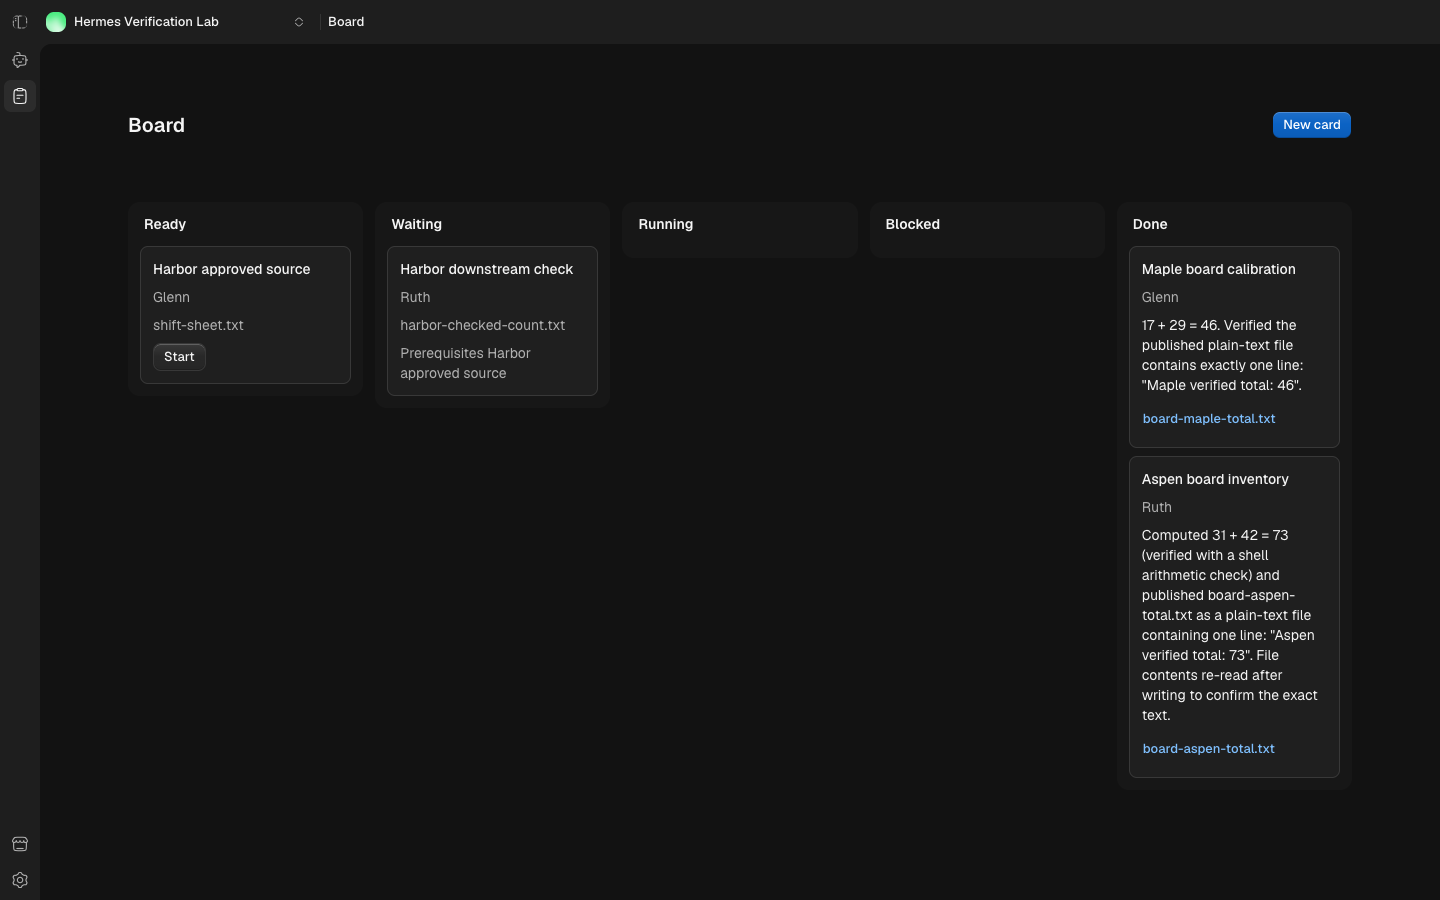 Hermes Verification Lab
Board
Board
New card
Ready
Harbor approved source
Glenn
shift-sheet.txt
Start
Waiting
Harbor downstream check
Ruth
harbor-checked-count.txt
Prerequisites Harbor
approved source
Running
Blocked
Done
Maple board calibration
Glenn
17 + 29 = 46. Verified the
published plain-text file
contains exactly one line:
"Maple verified total: 46".
board-maple-total.txt
Aspen board inventory
Ruth
Computed 31 + 42 = 73
(verified with a shell
arithmetic check) and
published board-aspen-
total.txt as a plain-text file
containing one line: "Aspen
verified total: 73". File
contents re-read after
writing to confirm the exact
text.
board-aspen-total.txt